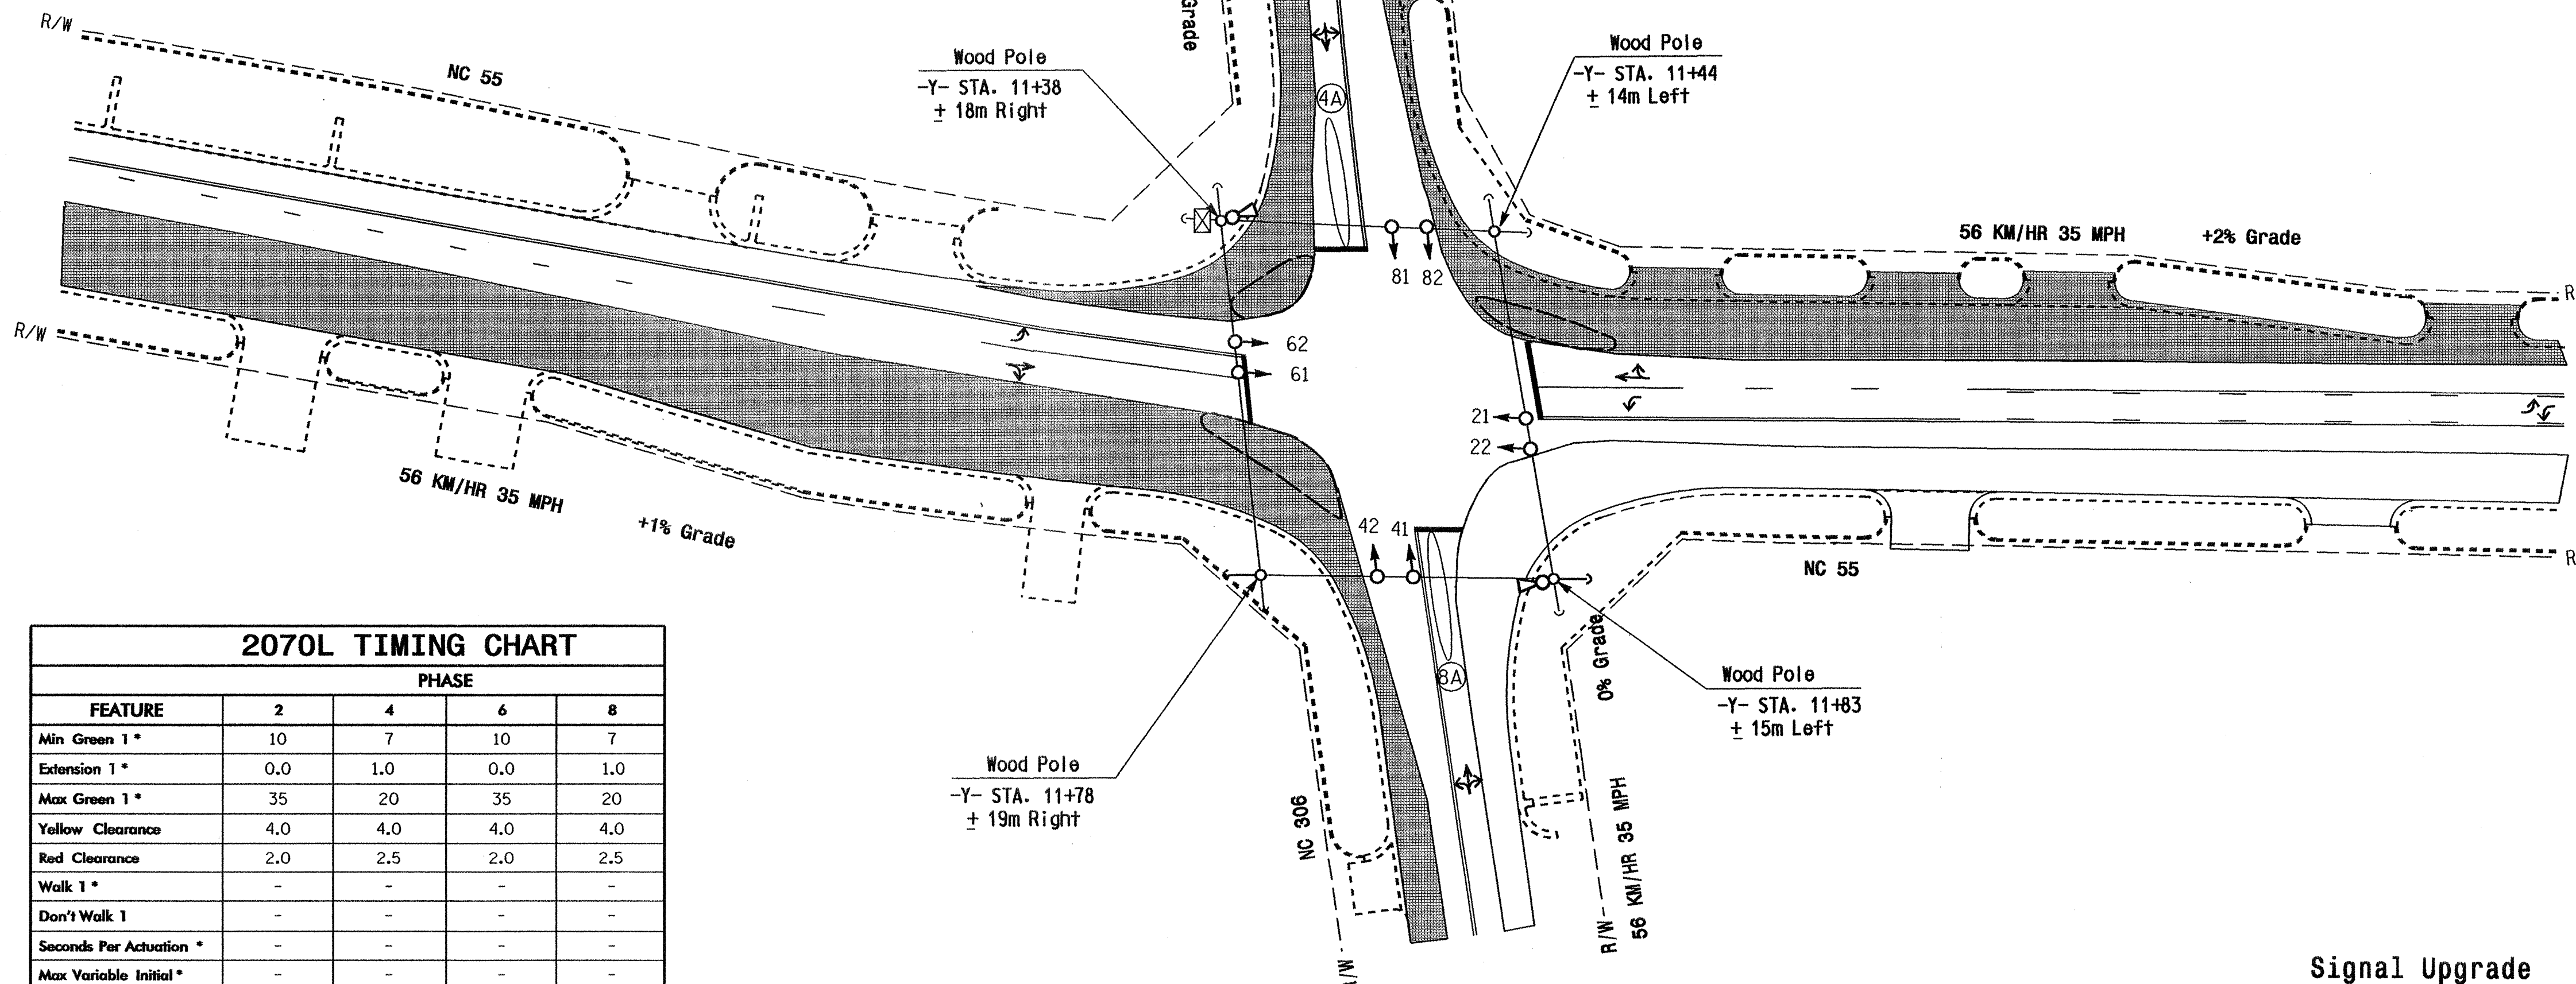 R/W
NC 55
Grade
Wood Pole
-Y- STA. 11+38
± 18m Right
4A
Wood Pole
-Y- STA. 11+44
± 14m Left
81 82
56 KM/HR 35 MPH +2% Grade
R
R/W
62
61
21
22
56 KM/HR 35 MPH
+1% Grade
42 41
NC 55
R
8A
0% Grade
Wood Pole
-Y- STA. 11+83
± 15m Left
Wood Pole
-Y- STA. 11+78
± 19m Right
NC 306
56 KM/HR 35 MPH
R/W
/W
2070L TIMING CHART
PHASE
FEATURE 2 4 6 8
Min Green 1 * 10 7 10 7
Extension 1 * 0.0 1.0 0.0 1.0
Max Green 1 * 35 20 35 20
Yellow Clearance 4.0 4.0 4.0 4.0
Red Clearance 2.0 2.5 2.0 2.5
Walk 1 * - - - -
Don't Walk 1 - - - -
Seconds Per Actuation * - - - -
Max Variable Initial * - - - -
Signal Upgrade